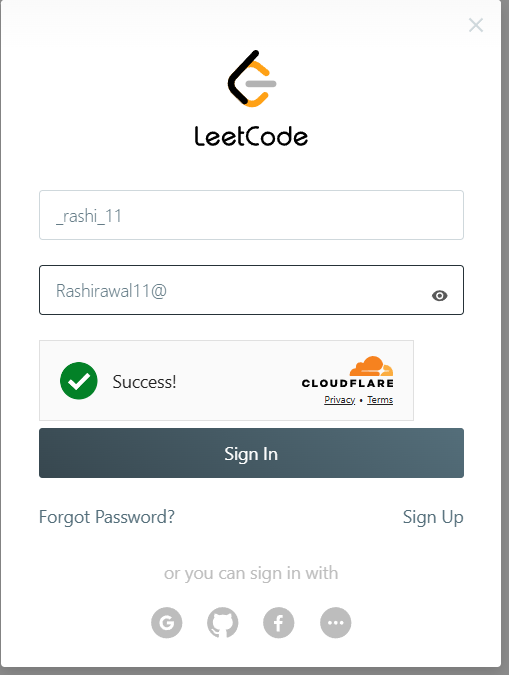 LeetCode
_rashi_11
Rashirawal11@
Success!
CLOUDFLARE
Privacy • Terms
Sign In
Forgot Password? Sign Up
or you can sign in with